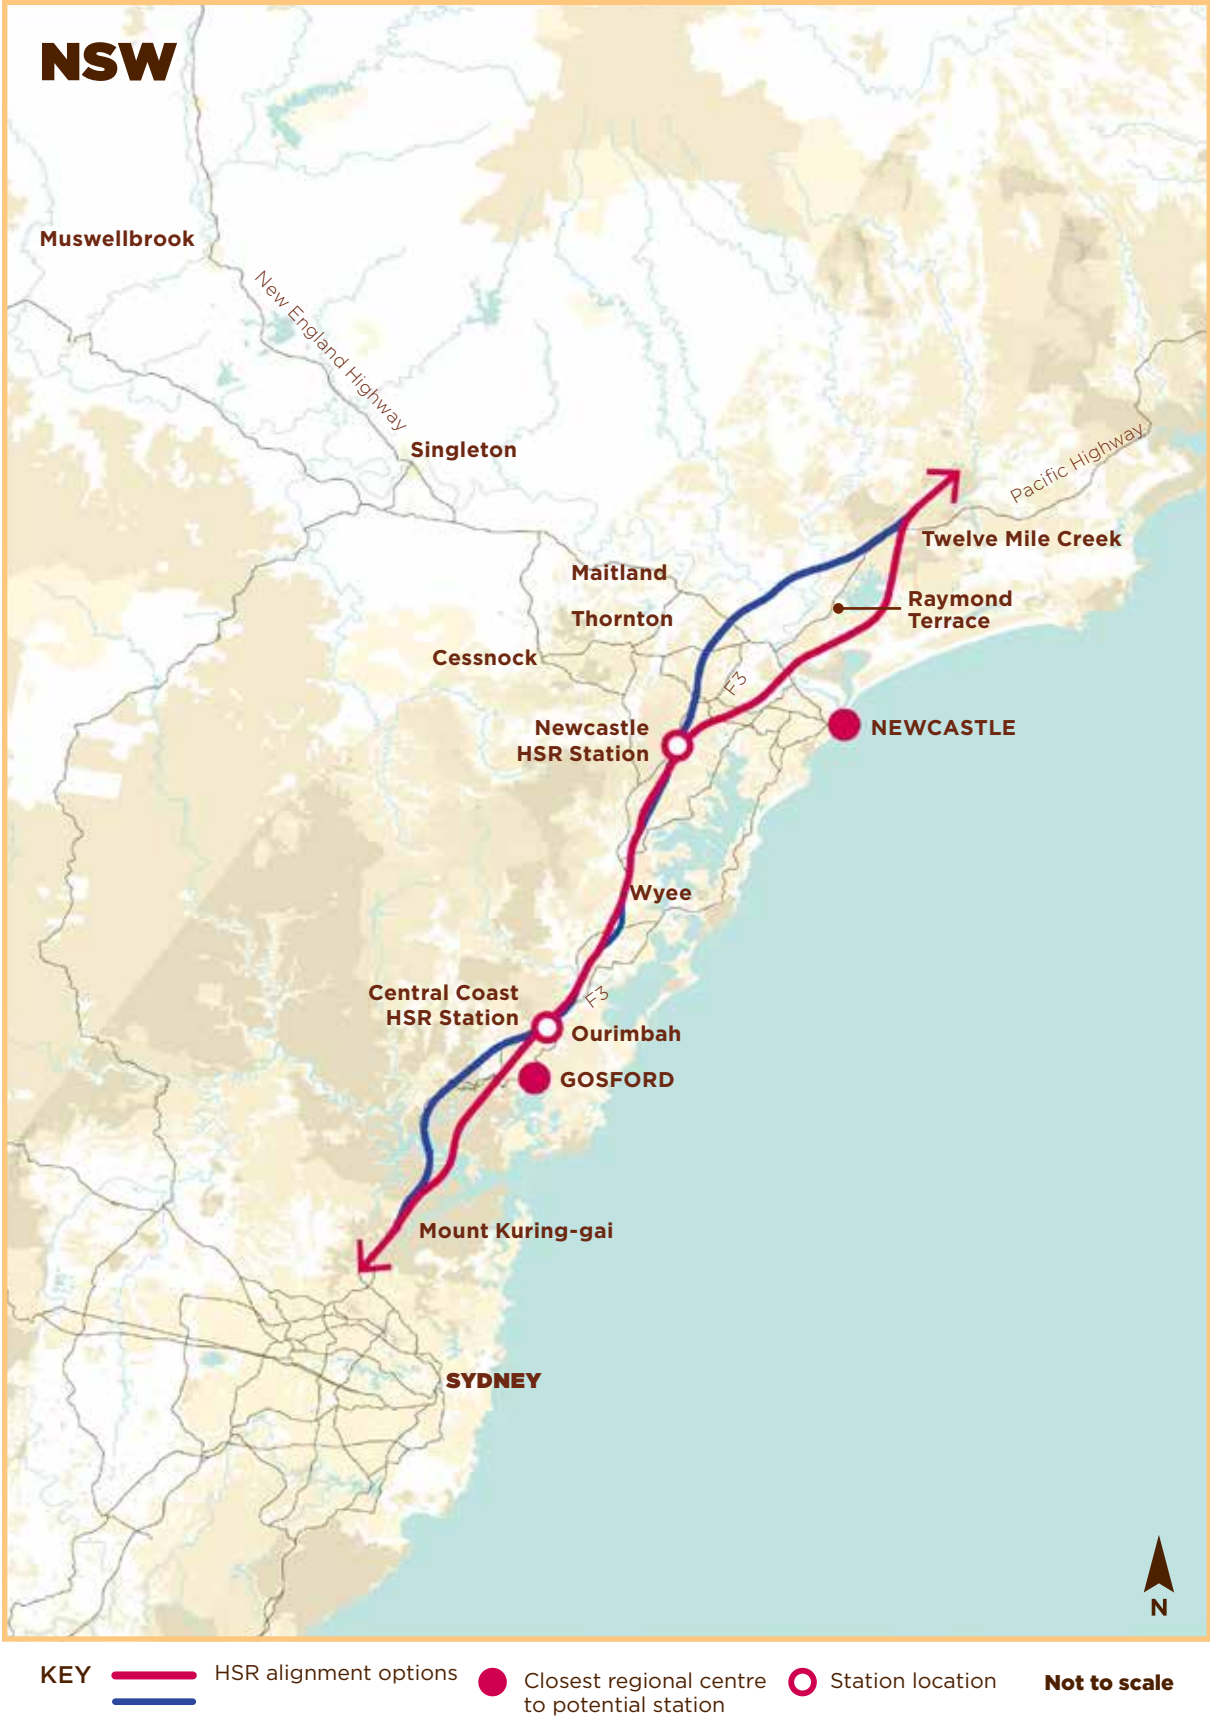 NSW
Muswellbrook
New England Highway
Singleton
Pacific Highway
Twelve Mile Creek
Maitland
Raymond
Terrace
Thornton
Cessnock
F3
Newcastle
HSR Station
NEWCASTLE
Wyee
Central Coast
HSR Station
F3
Ourimbah
GOSFORD
Mount Kuring-gai
SYDNEY
N
KEY
HSR alignment options
Closest regional centre
to potential station
Station location
Not to scale